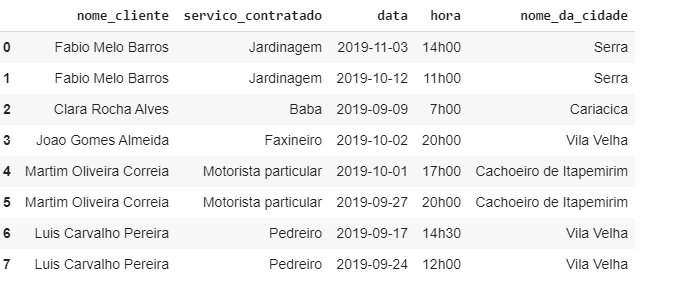 nome_cliente servico_contratado data hora nome_da_cidade
0 Fabio Melo Barros Jardinagem 2019-11-03 14h00 Serra
1 Fabio Melo Barros Jardinagem 2019-10-12 11h00 Serra
2 Clara Rocha Alves Baba 2019-09-09 7h00 Cariacica
3 Joao Gomes Almeida Faxineiro 2019-10-02 20h00 Vila Velha
4 Martim Oliveira Correia Motorista particular 2019-10-01 17h00 Cachoeiro de Itapemirim
5 Martim Oliveira Correia Motorista particular 2019-09-27 20h00 Cachoeiro de Itapemirim
6 Luis Carvalho Pereira Pedreiro 2019-09-17 14h30 Vila Velha
7 Luis Carvalho Pereira Pedreiro 2019-09-24 12h00 Vila Velha